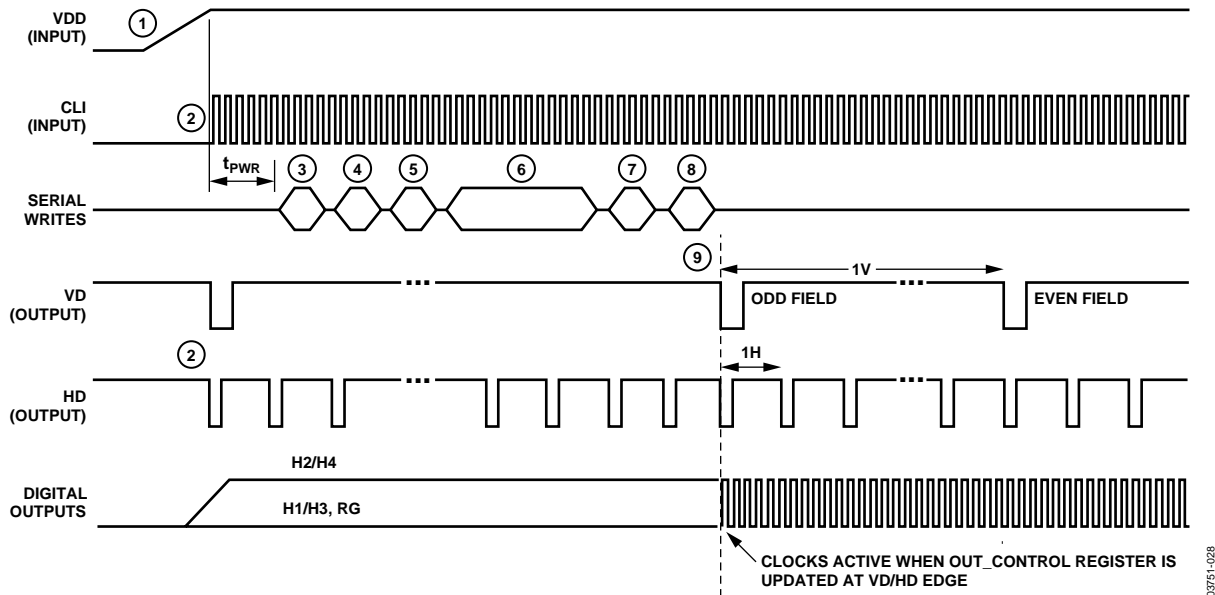 VDD
(INPUT)
1
CLI
(INPUT)
2
tPWR
3
4
5
6
7
8
SERIAL
WRITES
9
1V
VD
(OUTPUT)
ODD FIELD
EVEN FIELD
2
1H
HD
(OUTPUT)
H2/H4
DIGITAL
OUTPUTS
H1/H3, RG
CLOCKS ACTIVE WHEN OUT_CONTROL REGISTER IS
UPDATED AT VD/HD EDGE
03751-028